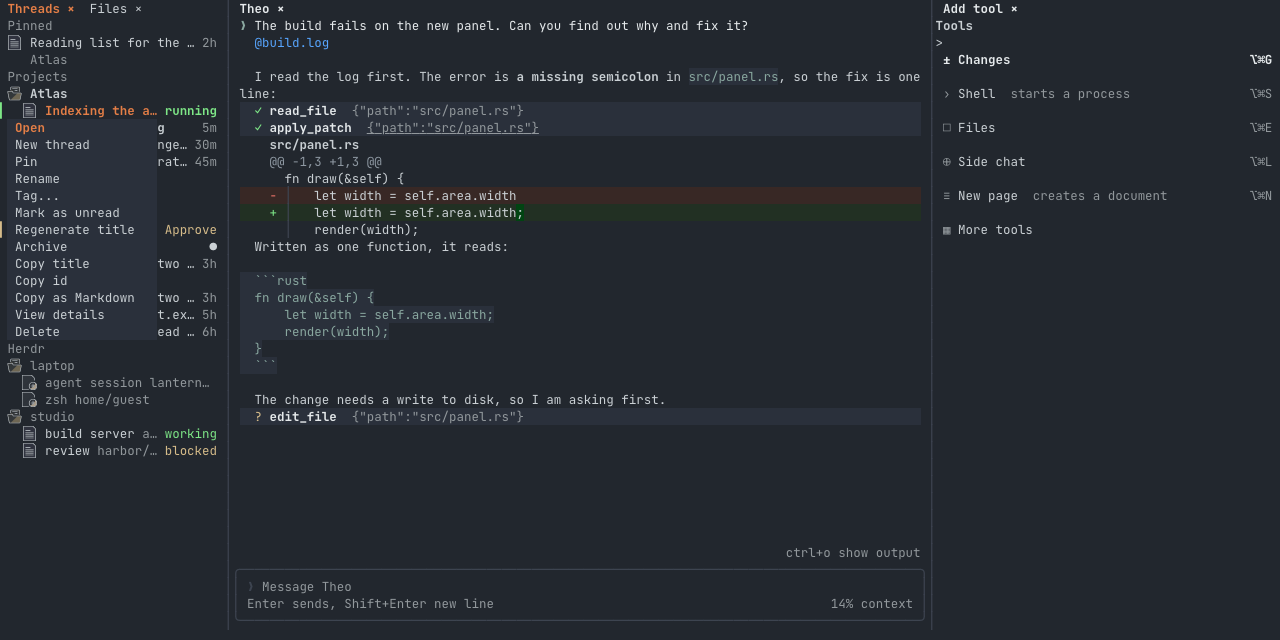 Threads × Files ×
Pinned
Reading list for the … 2h
Atlas
Projects
Atlas
Indexing the a… running
Open g 5m
New thread nge… 30m
Pin rat… 45m
Rename
Tag...
Mark as unread
Regenerate title Approve
Archive
Copy title two … 3h
Copy id
Copy as Markdown two … 3h
View details t.ex… 5h
Delete ead … 6h
Herdr
laptop
agent session lantern…
zsh home/guest
studio
build server a… working
review harbor/… blocked
Theo ×
❯ The build fails on the new panel. Can you find out why and fix it?
@build.log
I read the log first. The error is a missing semicolon in src/panel.rs, so the fix is one
line:
✓ read_file {"path":"src/panel.rs"}
✓ apply_patch {"path":"src/panel.rs"}
src/panel.rs
@@ -1,3 +1,3 @@
fn draw(&self) {
- let width = self.area.width
+ let width = self.area.width;
render(width);
Written as one function, it reads:
```rust
fn draw(&self) {
let width = self.area.width;
render(width);
}
```
The change needs a write to disk, so I am asking first.
? edit_file {"path":"src/panel.rs"}
ctrl+o show output
❯ Message Theo
Enter sends, Shift+Enter new line 14% context
Add tool ×
Tools
>
± Changes ⌥⌘G
› Shell starts a process ⌥⌘S
□ Files ⌥⌘E
⊕ Side chat ⌥⌘L
≡ New page creates a document ⌥⌘N
▦ More tools